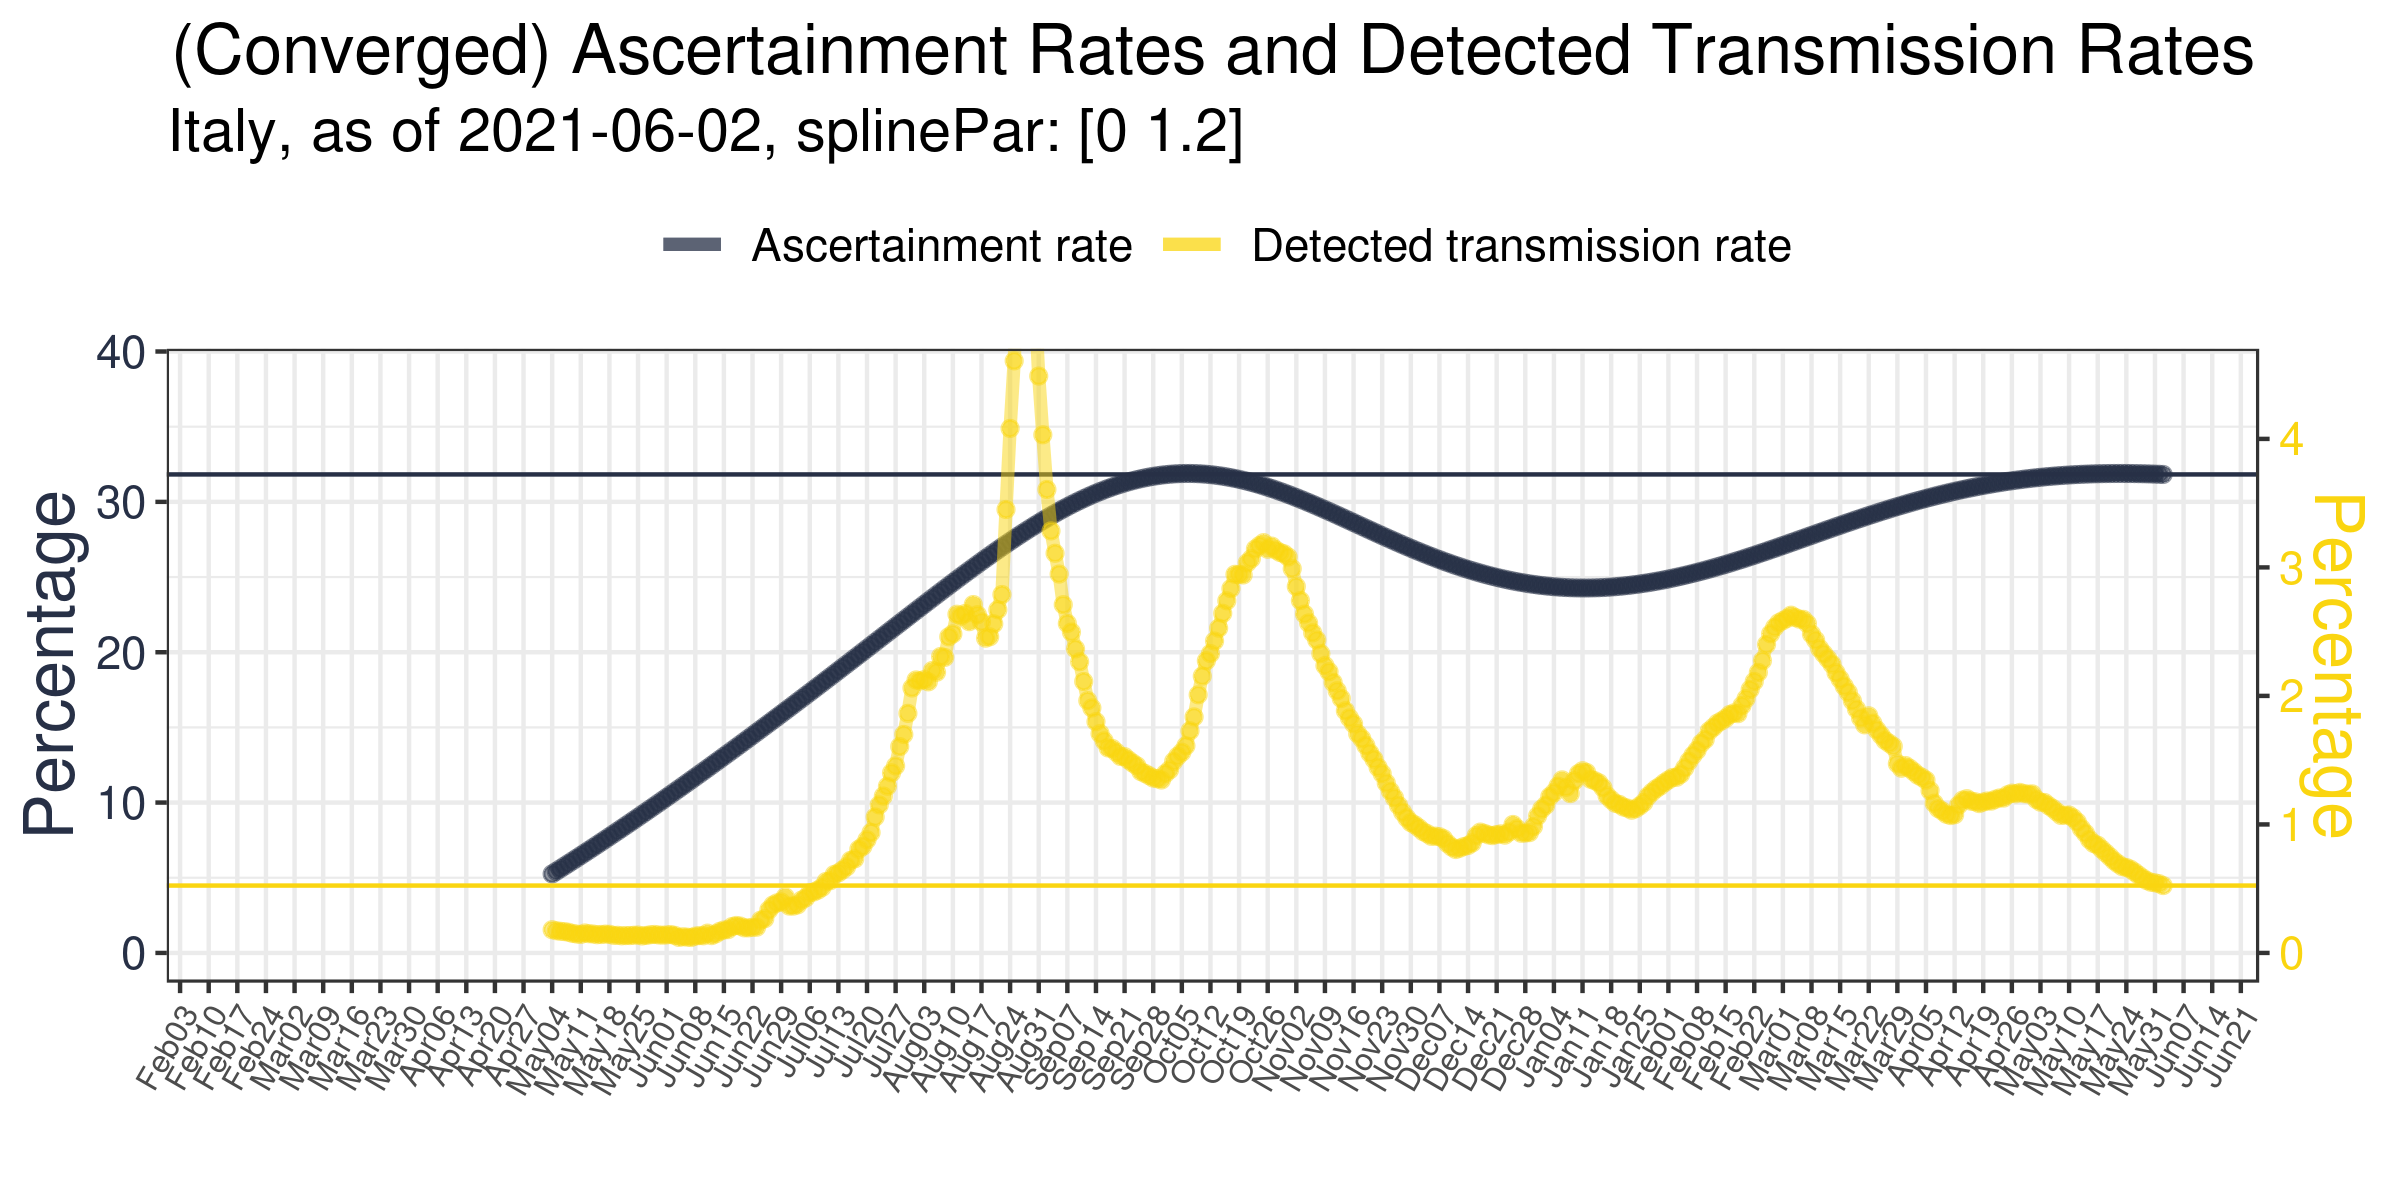 (Converged) Ascertainment Rates and Detected Transmission Rates
Italy, as of 2021-06-02, splinePar: [0 1.2]
Ascertainment rate
Detected transmission rate
Percentage
40
30
20
10
0
4
3
2
1
0
Percentage
Feb03
Feb10
Feb17
Feb24
Mar02
Mar09
Mar16
Mar23
Mar30
Apr06
Apr13
Apr20
Apr27
May04
May11
May18
May25
Jun01
Jun08
Jun15
Jun22
Jun29
Jul06
Jul13
Jul20
Jul27
Aug03
Aug10
Aug17
Aug24
Aug31
Sep07
Sep14
Sep21
Sep28
Oct05
Oct12
Oct19
Oct26
Nov02
Nov09
Nov16
Nov23
Nov30
Dec07
Dec14
Dec21
Dec28
Jan04
Jan11
Jan18
Jan25
Feb01
Feb08
Feb15
Feb22
Mar01
Mar08
Mar15
Mar22
Mar29
Apr05
Apr12
Apr19
Apr26
May03
May10
May17
May24
May31
Jun07
Jun14
Jun21